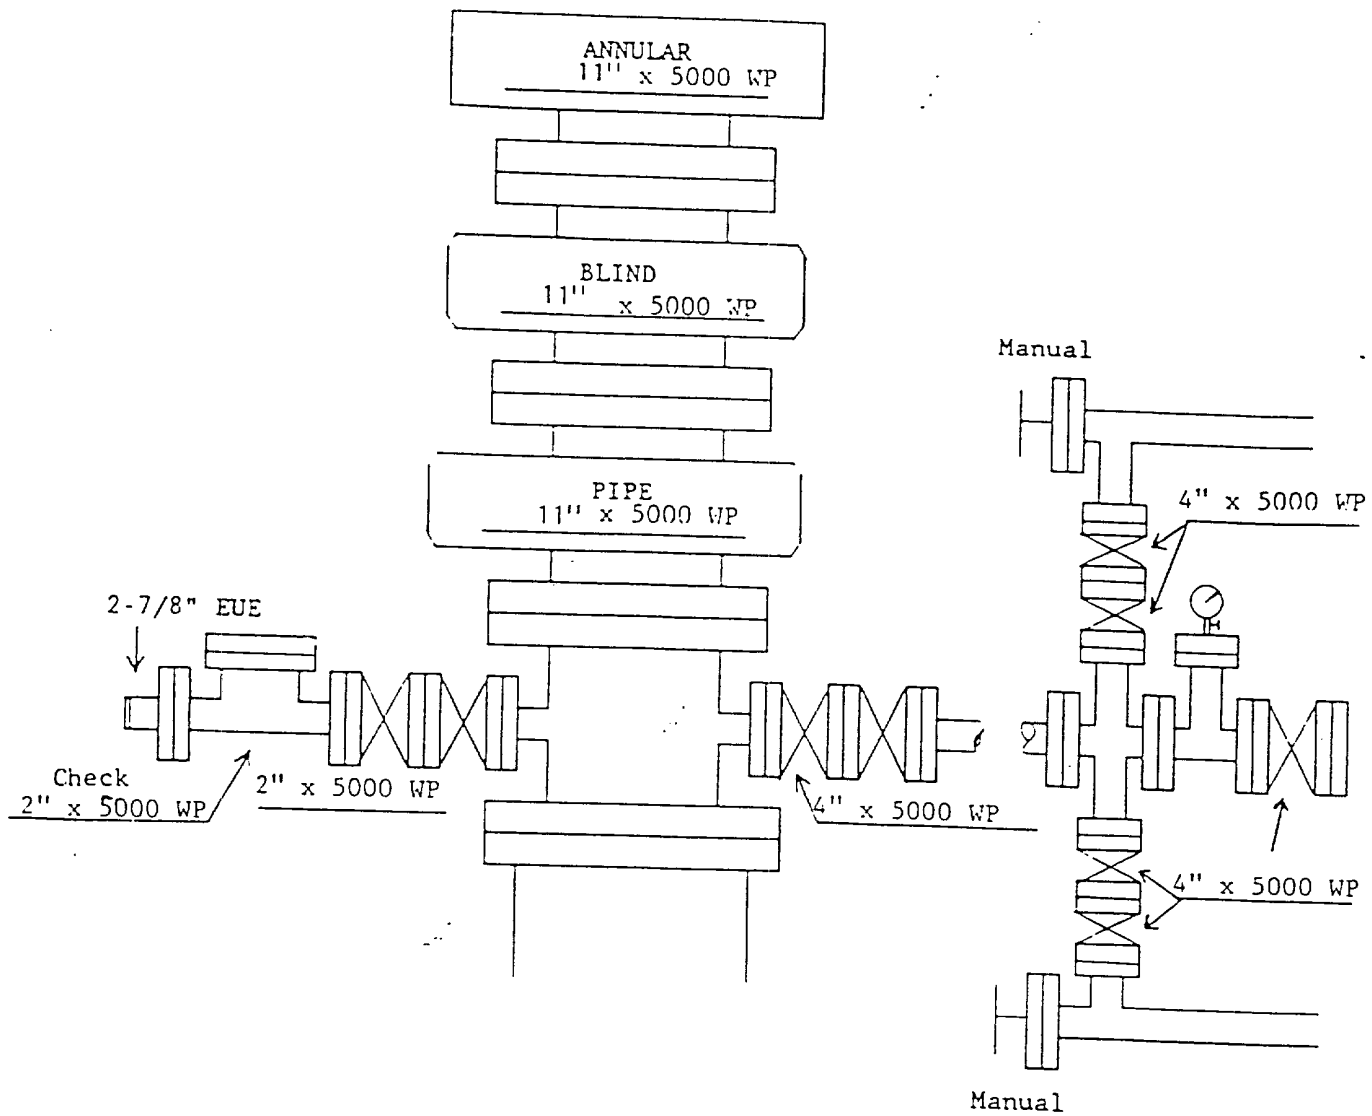 ANNULAR
11" x 5000 WP
BLIND
11" x 5000 WP
Manual
PIPE
11" x 5000 WP
4" x 5000 WP
2-7/8" EUE
Check
2" x 5000 WP
2" x 5000 WP
4" x 5000 WP
4" x 5000 WP
Manual